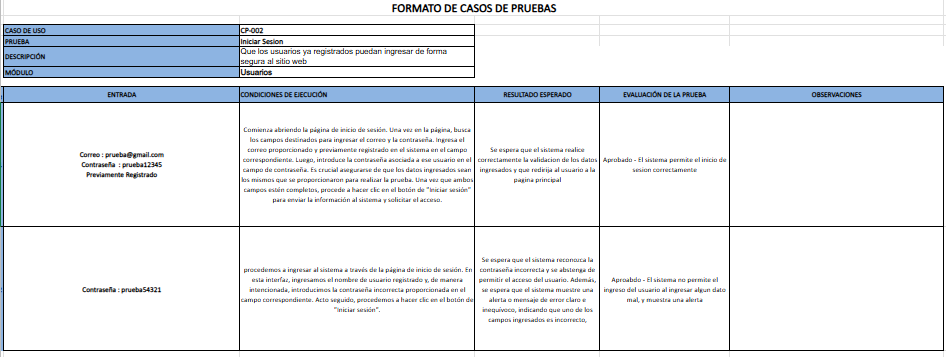 FORMATO DE CASOS DE PRUEBAS
CASO DE USO CP-002
PRUEBA Iniciar Sesion
DESCRIPCIÓN Que los usuarios ya registrados puedan ingresar de forma
segura al sitio web
MÓDULO Usuarios
ENTRADA CONDICIONES DE EJECUCIÓN RESULTADO ESPERADO EVALUACIÓN DE LA PRUEBA OBSERVACIONES
Correo : prueba@gmail.com
Contraseña : prueba12345
Previamente Registrado
Comienza abriendo la página de inicio de sesión. Una vez en la página, busca
los campos destinados para ingresar el correo y la contraseña. Ingresa el
correo proporcionado y previamente registrado en el sistema en el campo
correspondiente. Luego, introduce la contraseña asociada a ese usuario en el
campo de contraseña. Es crucial asegurarse de que los datos ingresados sean
los mismos que se proporcionaron para realizar la prueba. Una vez que ambos
campos estén completos, procede a hacer clic en el botón de "Iniciar sesión"
para enviar la información al sistema y solicitar el acceso.
Se espera que el sistema realice
correctamente la validacion de los datos
ingresados y que redirija al usuario a la
pagina principal
Aprobado - El sistema permite el inicio de
sesion correctamente
Contraseña : prueba54321
procedemos a ingresar al sistema a través de la página de inicio de sesión. En
esta interfaz, ingresamos el nombre de usuario registrado y, de manera
intencionada, introducimos la contraseña incorrecta proporcionada en el
campo correspondiente. Acto seguido, procedemos a hacer clic en el botón de
"Iniciar sesión".
Se espera que el sistema reconozca la
contraseña incorrecta y se abstenga de
permitir el acceso del usuario. Además,
se espera que el sistema muestre una
alerta o mensaje de error claro e
inequívoco, indicando que uno de los
campos ingresados es incorrecto,
Aproabdo - El sistema no permite el
ingreso del usuario al ingresar algun dato
mal, y muestra una alerta